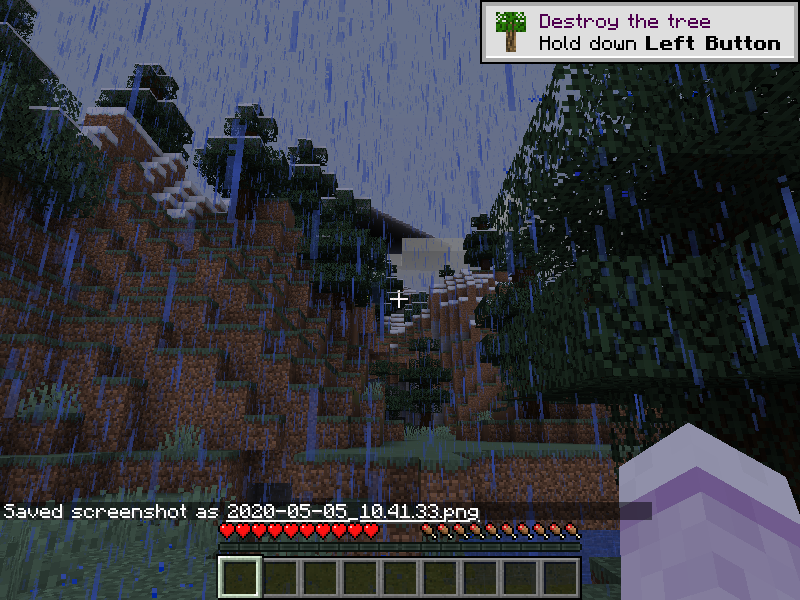 Destroy the tree
Hold down Left Button
Saved screenshot as 2020-05-05_10.41.33.png